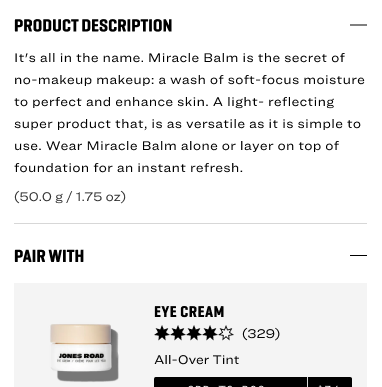 PRODUCT DESCRIPTION
It's all in the name. Miracle Balm is the secret of
no-makeup makeup: a wash of soft-focus moisture
to perfect and enhance skin. A light- reflecting
super product that, is as versatile as it is simple to
use. Wear Miracle Balm alone or layer on top of
foundation for an instant refresh.
(50.0 g / 1.75 oz)
PAIR WITH
EYE CREAM
(329)
JONES ROAD
All-Over Tint